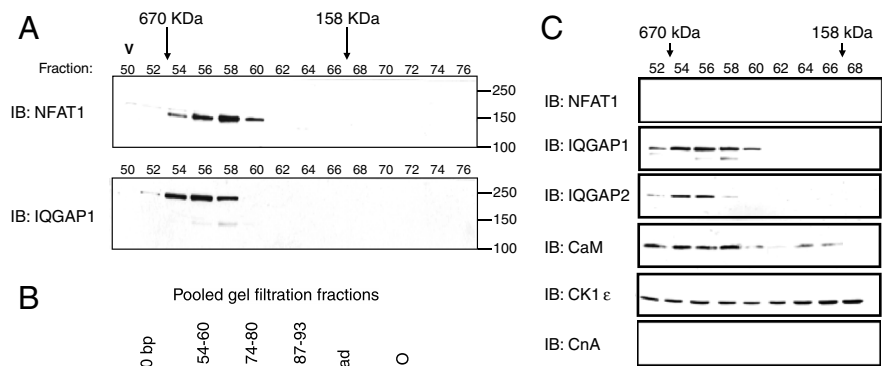 A
670 KDa
158 KDa
V
Fraction: 50 52 54 56 58 60 62 64 66 68 70 72 74 76
IB: NFAT1
250
150
100
50 52 54 56 58 60 62 64 66 68 70 72 74 76
IB: IQGAP1
250
150
100
B
Pooled gel filtration fractions
0 bp
54-60
74-80
87-93
ad
O
C
670 kDa
158 kDa
52 54 56 58 60 62 64 66 68
IB: NFAT1
IB: IQGAP1
IB: IQGAP2
IB: CaM
IB: CK1 ε
IB: CnA